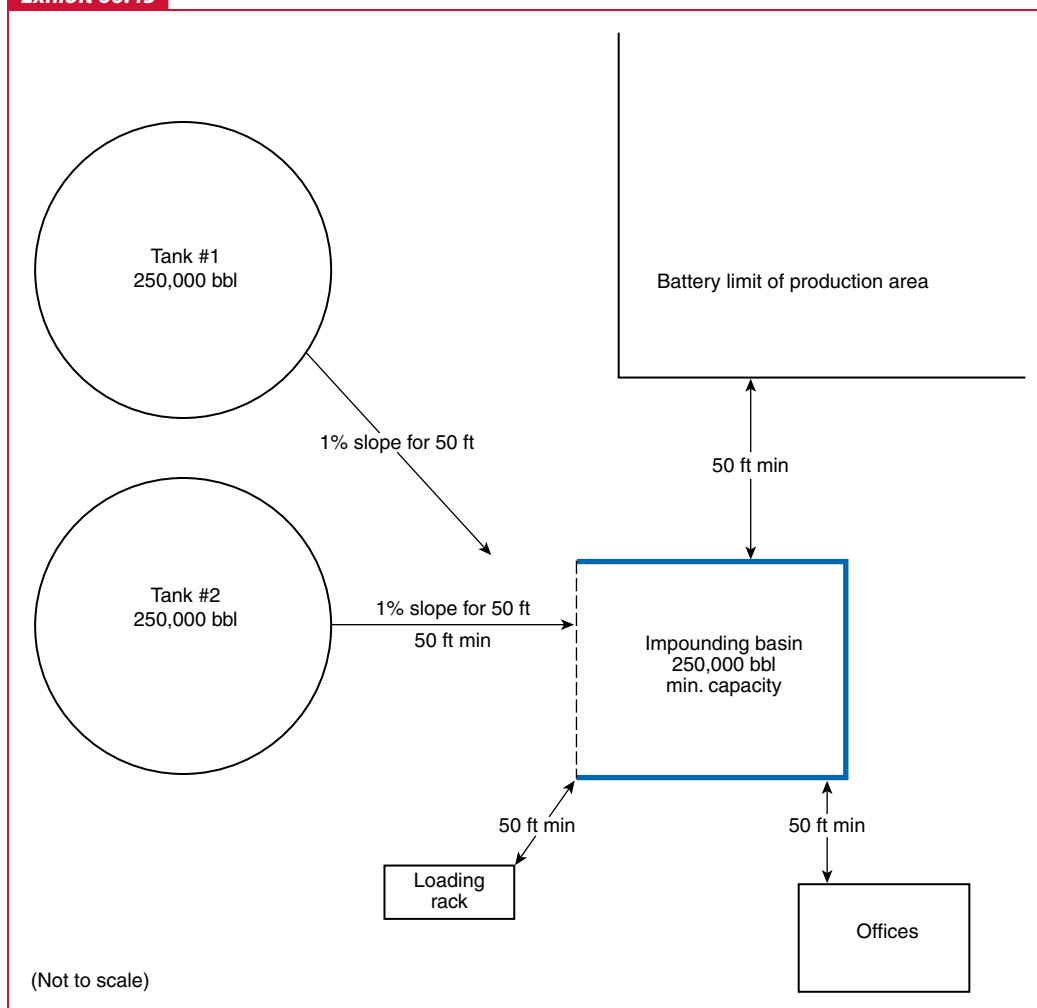 Tank #1
250,000 bbl
Battery limit of production area
1% slope for 50 ft
50 ft min
Tank #2
250,000 bbl
1% slope for 50 ft
50 ft min
Impounding basin
250,000 bbl
min. capacity
50 ft min
50 ft min
Loading
rack
Offices
(Not to scale)